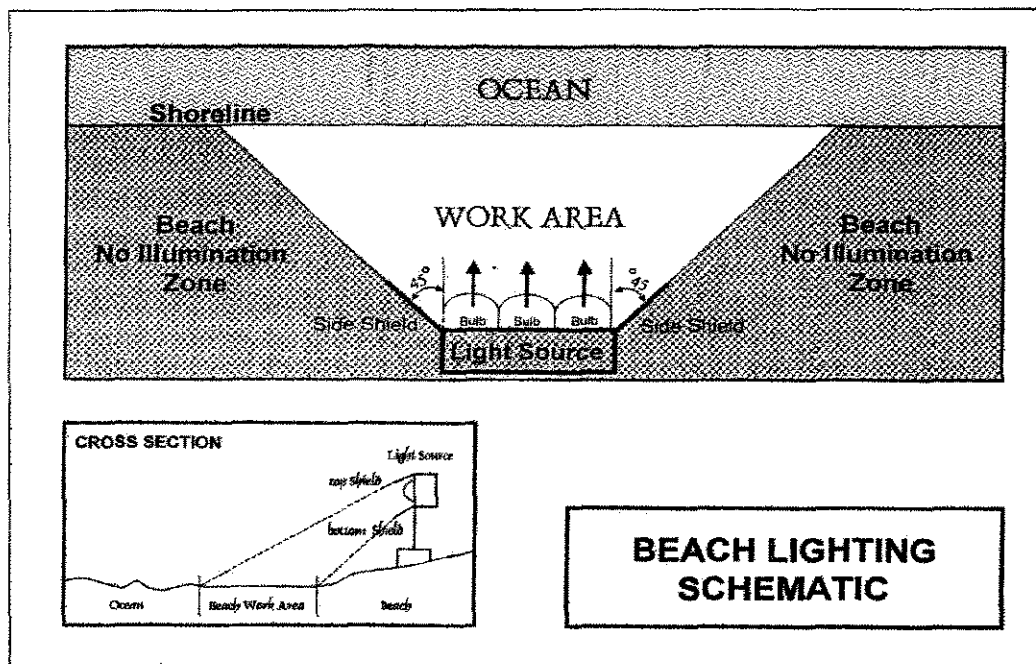 OCEAN
Shoreline
WORK AREA
Beach
No Illumination
Zone
Beach
No Illumination
Zone
45°
45°
Side Shield
Bulb
Bulb
Bulb
Side Shield
Light Source
CROSS SECTION
Light Source
top Shield
bottom Shield
Ocean
Beach Work Area
Beach
BEACH LIGHTING
SCHEMATIC